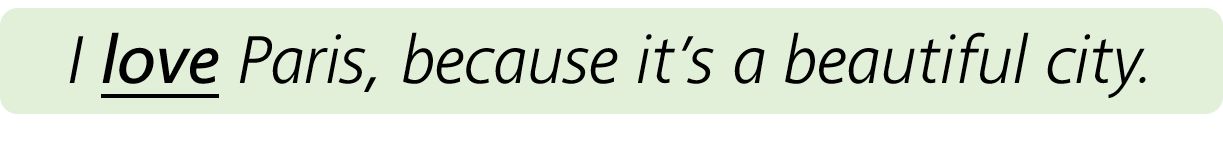 I love Paris, because it’s a beautiful city.